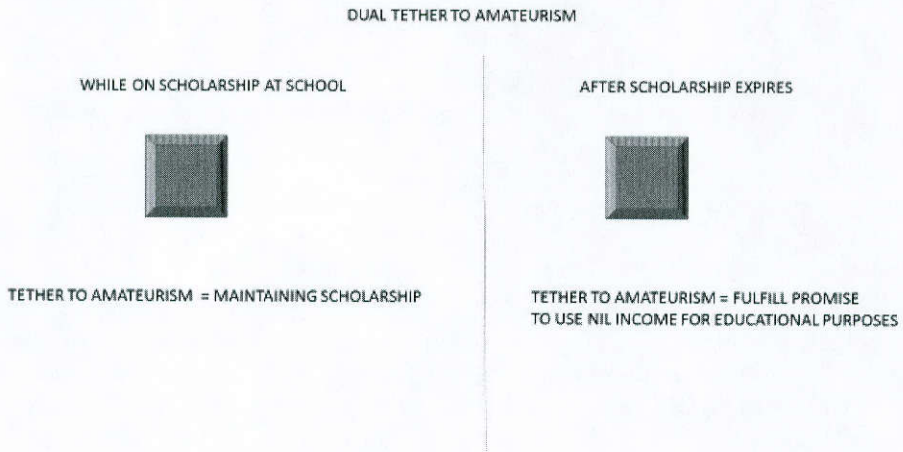 DUAL TETHER TO AMATEURISM
WHILE ON SCHOLARSHIP AT SCHOOL
TETHER TO AMATEURISM = MAINTAINING SCHOLARSHIP
AFTER SCHOLARSHIP EXPIRES
TETHER TO AMATEURISM = FULFILL PROMISE
TO USE NIL INCOME FOR EDUCATIONAL PURPOSES